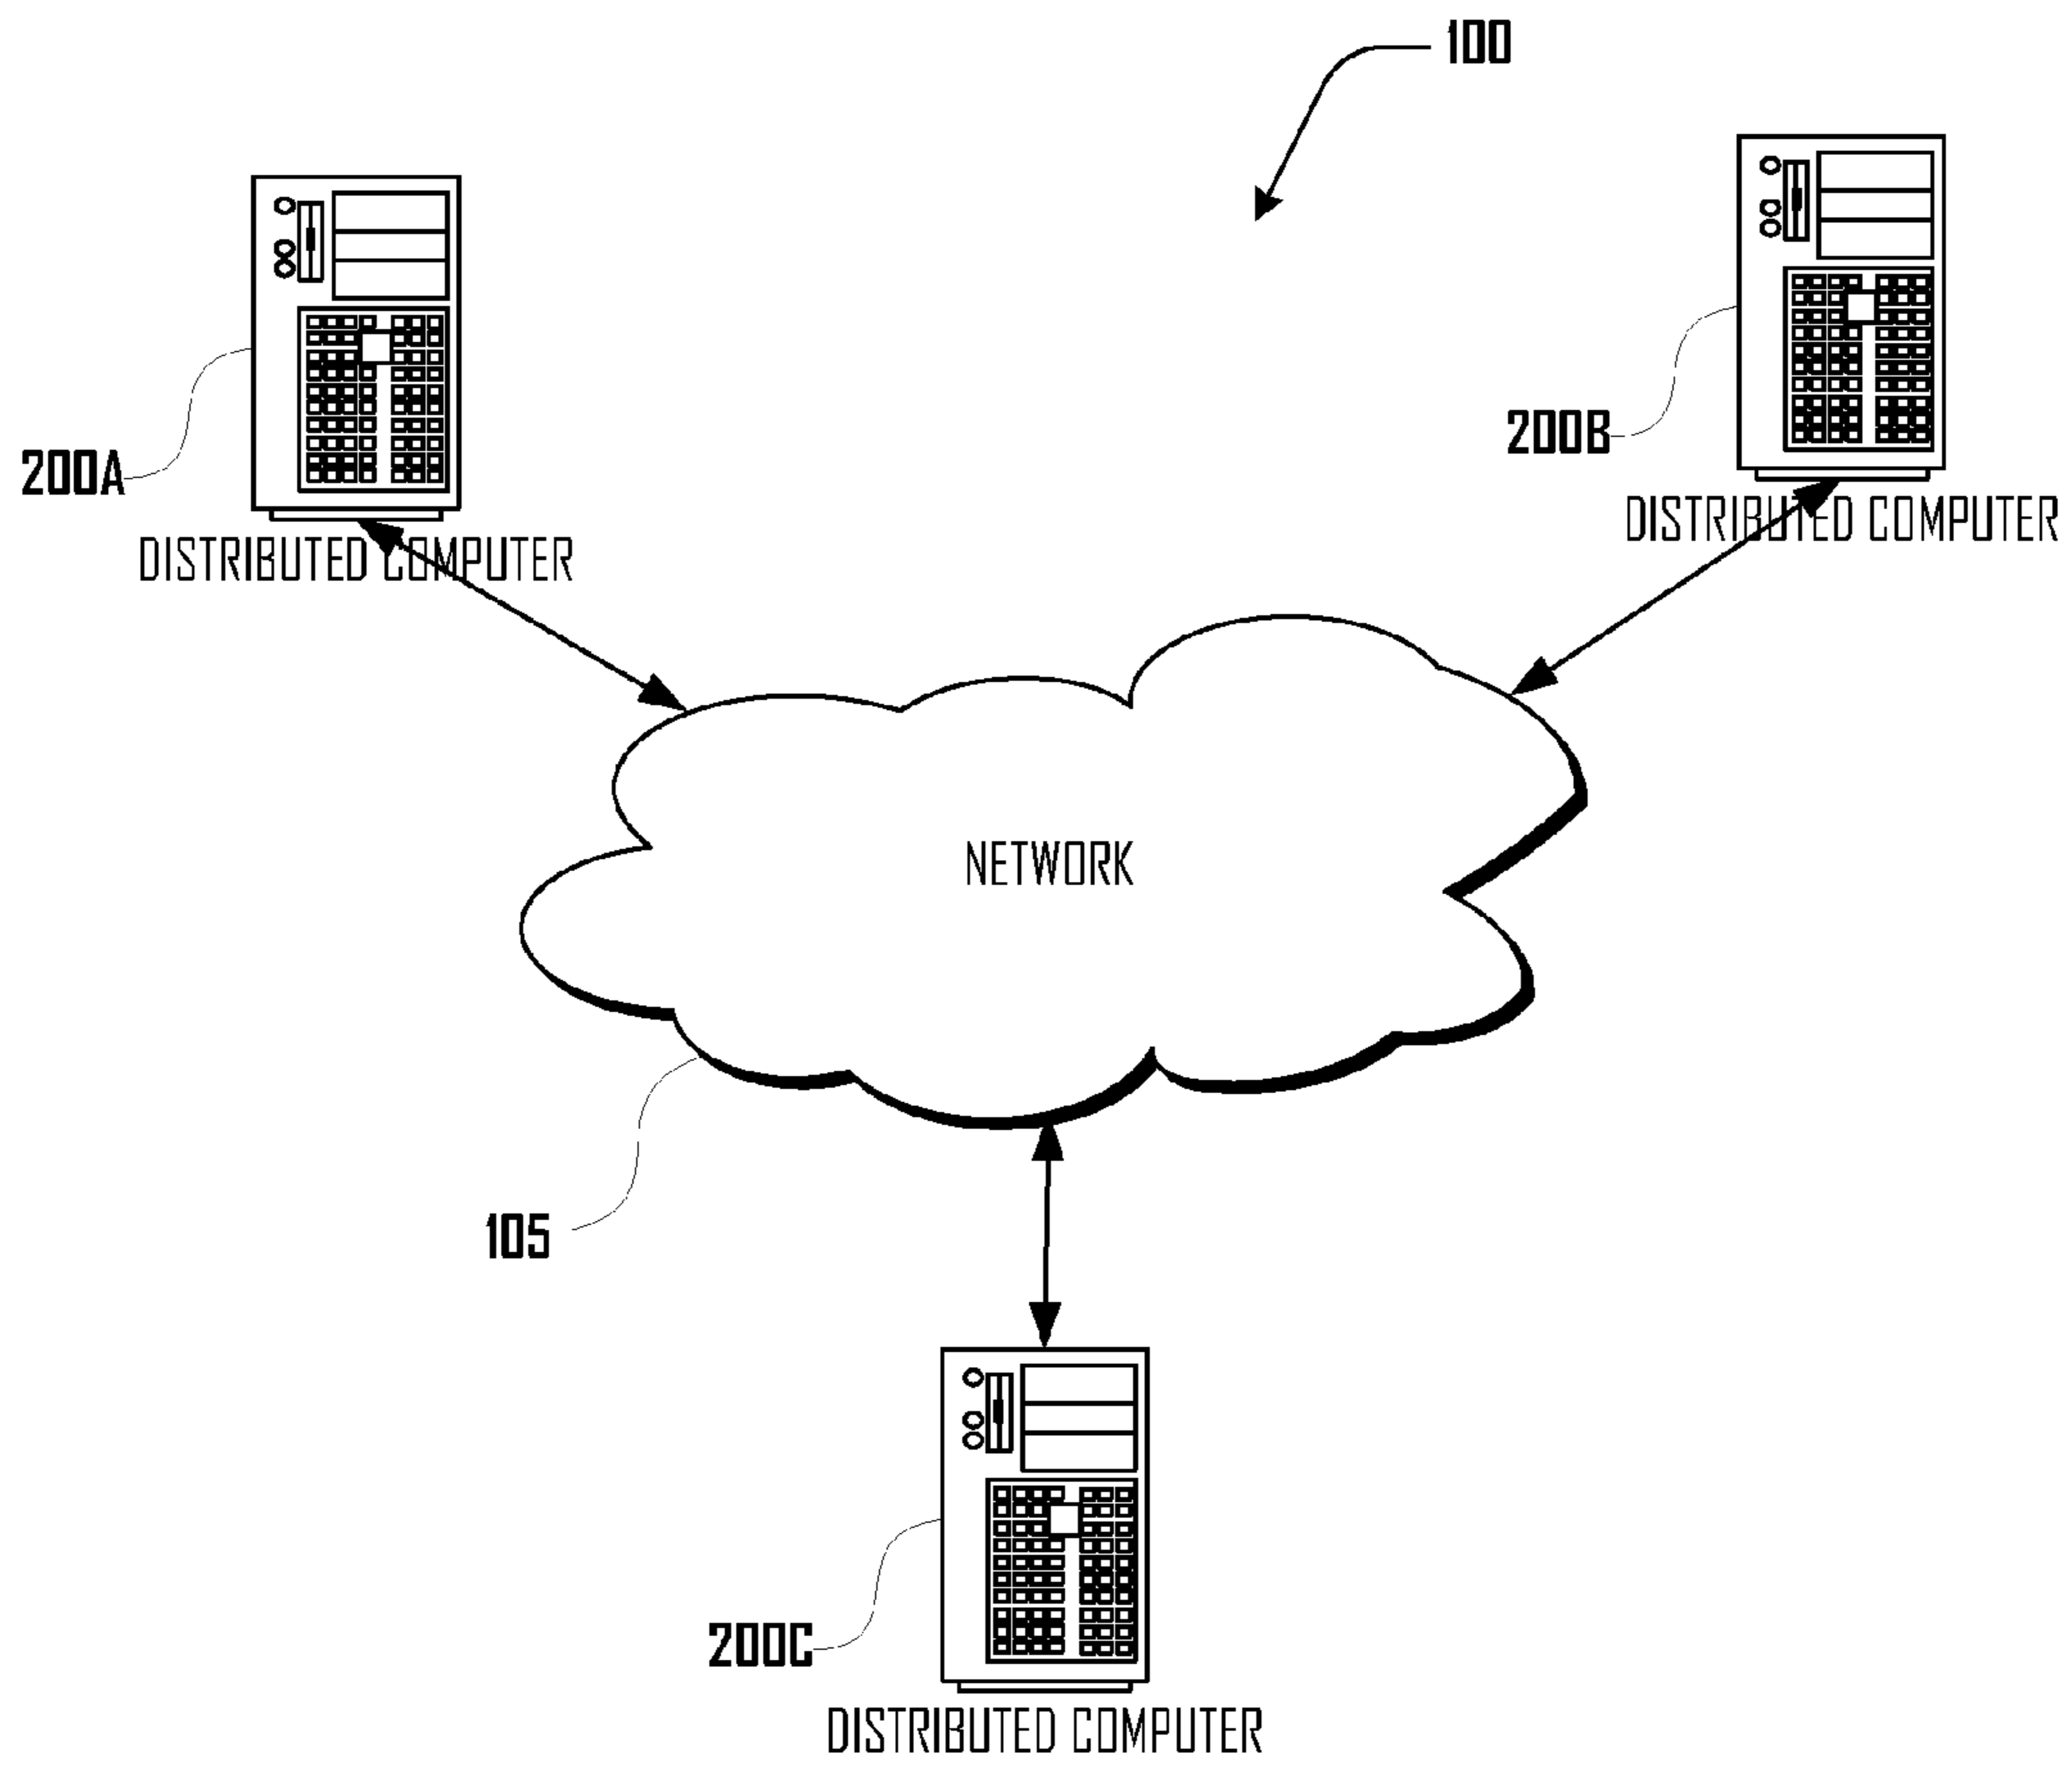 100
200A
DISTRIBUTED COMPUTER
200B
DISTRIBUTED COMPUTER
NETWORK
105
200C
DISTRIBUTED COMPUTER